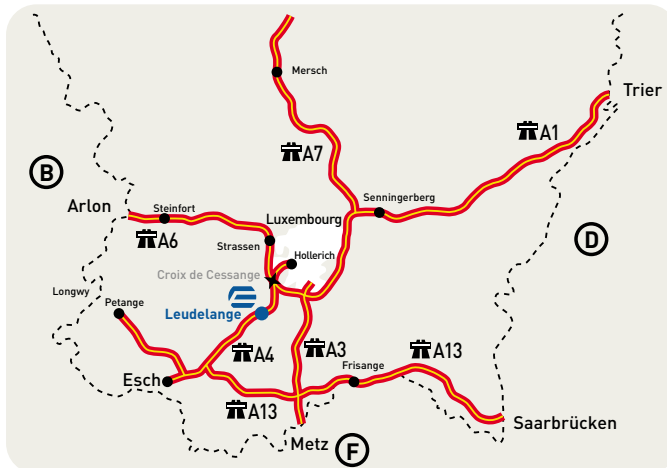 Mersch
Trier
A1
A7
B
Arlon
Steinfort
Senningerberg
Luxembourg
A6
Strassen
D
Hollerich
Croix de Cessange
Longwy
Petange
Leudelange
A4
A3
A13
Esch
Frisange
A13
Saarbrücken
Metz
F